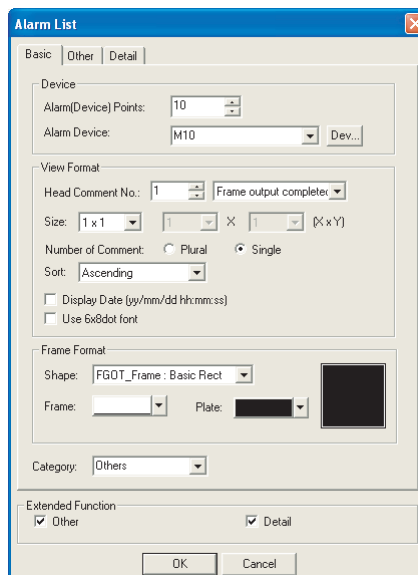 Alarm List
Basic Other Detail
Device
Alarm(Device) Points: 10
Alarm Device: M10 Dev...
View Format
Head Comment No.: 1 Frame output completed
Size: 1 x 1 1 X 1 (X x Y)
Number of Comment: Plural Single
Sort: Ascending
Display Date (yy/mm/dd hh:mm:ss)
Use 6x8dot font
Frame Format
Shape: FGOT_Frame : Basic Rect
Frame: Plate:
Category: Others
Extended Function
Other Detail
OK Cancel